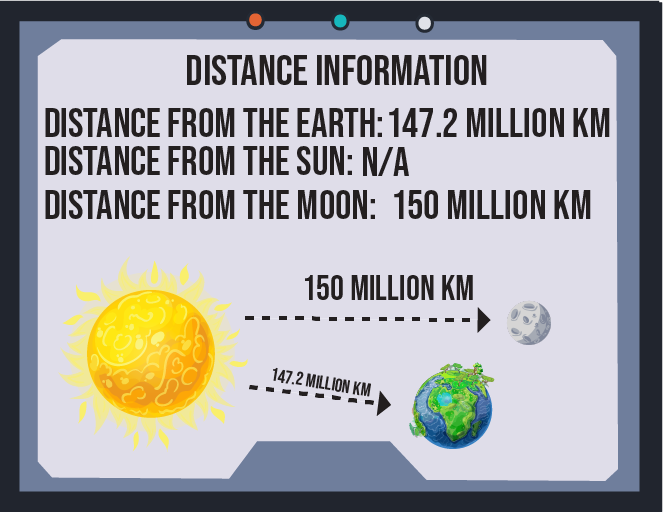 DISTANCE INFORMATION
DISTANCE FROM THE EARTH: 147.2 MILLION KM
DISTANCE FROM THE SUN: N/A
DISTANCE FROM THE MOON: 150 MILLION KM
150 MILLION KM
147.2 MILLION KM